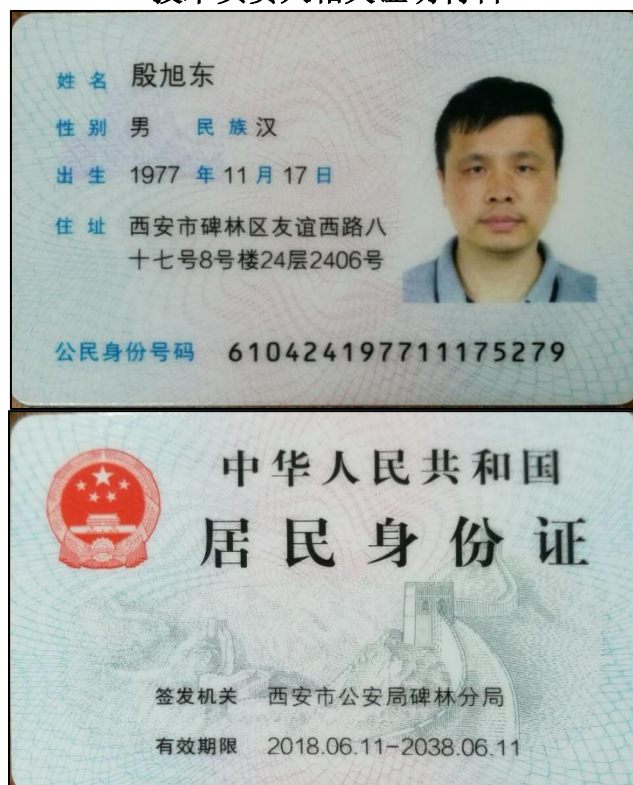 姓名 殷旭东
性别 男 民族 汉
出生 1977 年 11 月 17 日
住址 西安市碑林区友谊西路八
十七号8号楼24层2406号
公民身份号码 610424197711175279
中华人民共和国
居民身份证
签发机关 西安市公安局碑林分局
有效期限 2018.06.11-2038.06.11